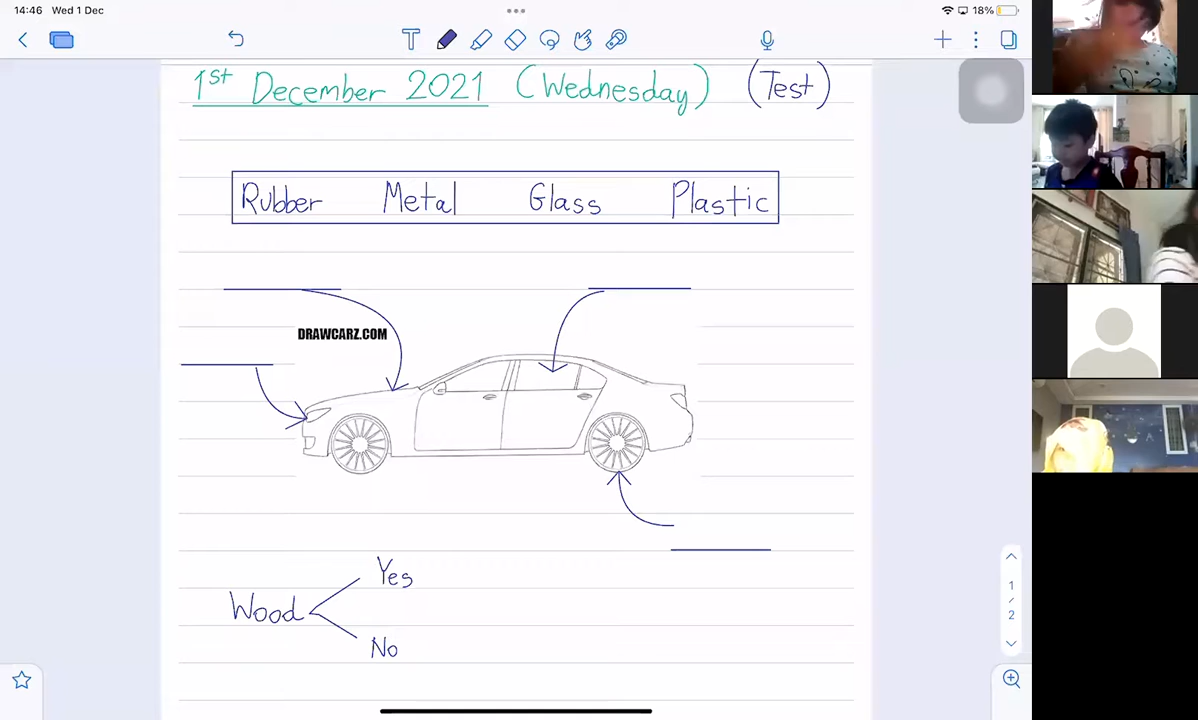 14:46 Wed 1 Dec
18%
1st December 2021 (Wednesday) (Test)
Rubber Metal Glass Plastic
DRAWCARZ.COM
Yes
Wood
No
1
/
2